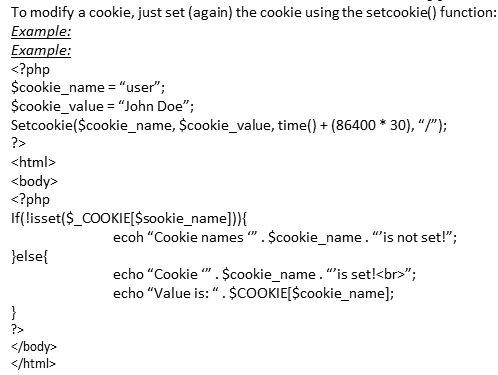 To modify a cookie, just set (again) the cookie using the setcookie() function:
Example:
Example:
<?php
$cookie_name = “user”;
$cookie_value = “John Doe”;
Setcookie($cookie_name, $cookie_value, time() + (86400 * 30), “/”);
?>
<html>
<body>
<?php
If(!isset($_COOKIE[$sookie_name])){
ecoh “Cookie names ‘” . $cookie_name . “’is not set!”;
}else{
echo “Cookie ‘” . $cookie_name . “’is set!<br>”;
echo “Value is: “ . $COOKIE[$cookie_name];
}
?>
</body>
</html>